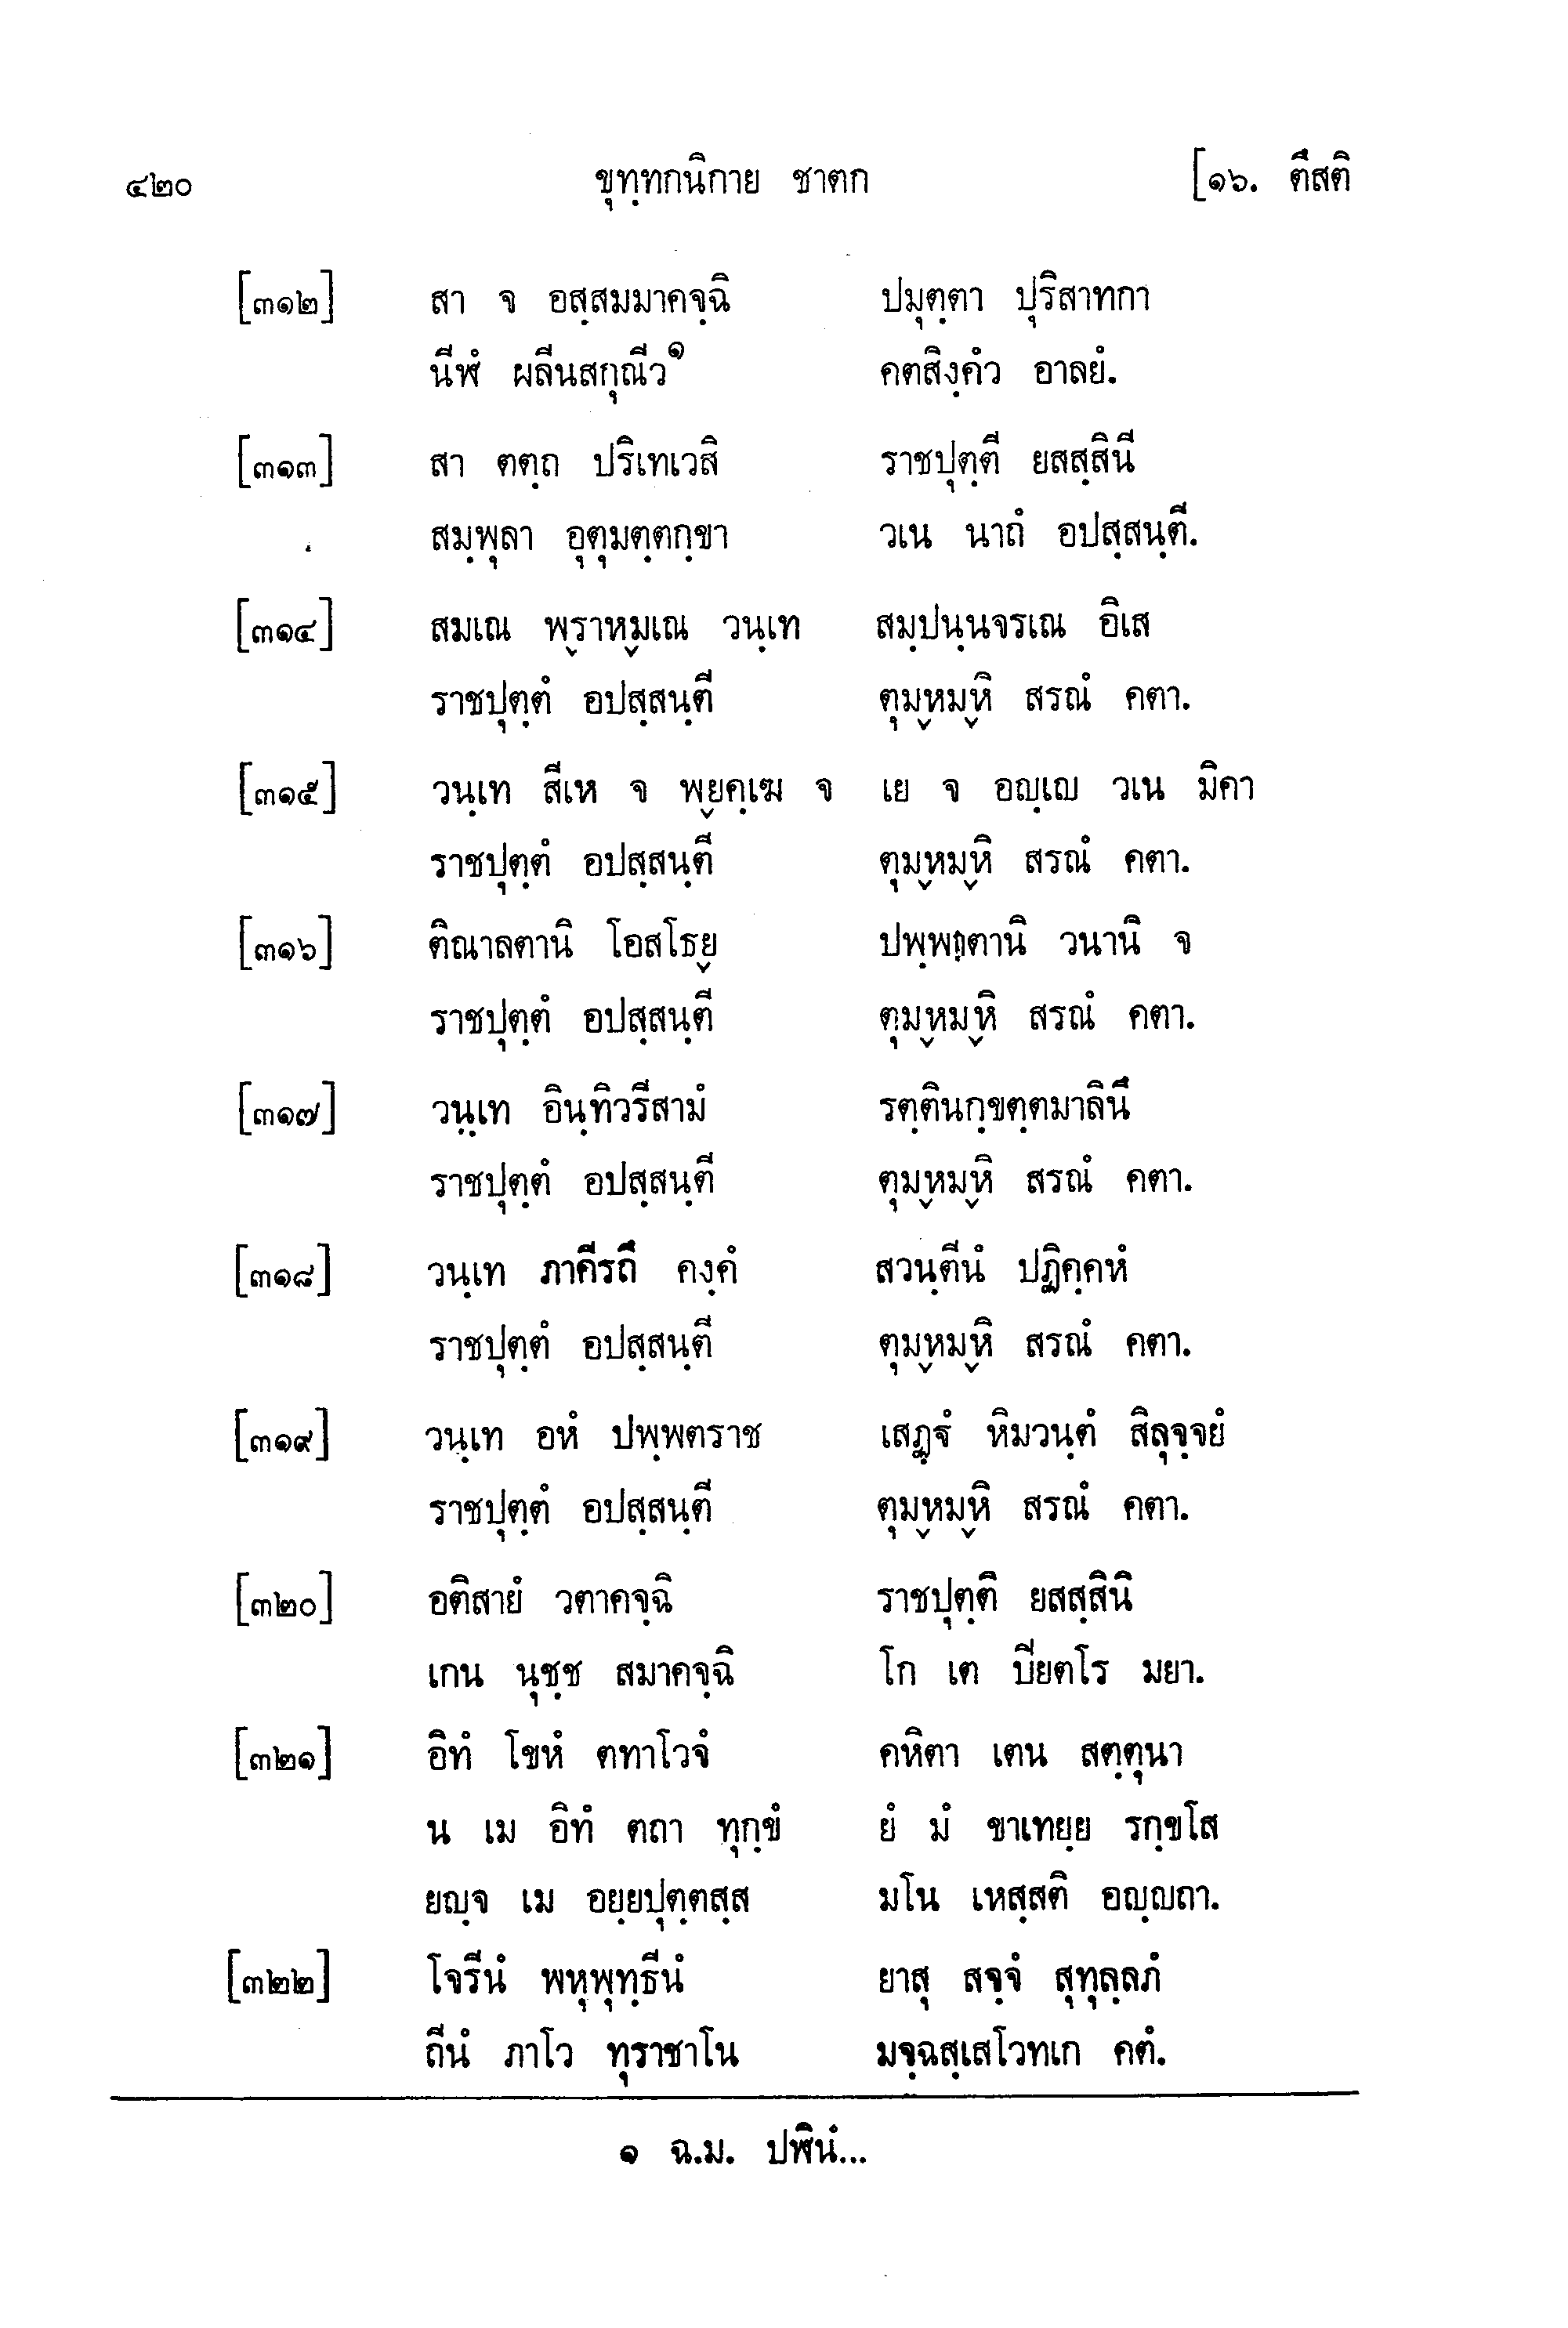 ๔๒๐ ขุทฺทกนิกาย ชาตก [๑๖. ตึสติ
[๓๑๒] สา จ อสฺสมมาคจฺฉิ ปมุตฺตา ปุริสาทกา
นีฬํ ผลีนสกุณีว๑ คตสิงฺคํว อาลยํ.
[๓๑๓] สา ตตฺถ ปริเทเวสิ ราชปุตฺตี ยสสฺสินี
สมฺพุลา อุตุมตฺตกฺขา วเน นาถํ อปสฺสนฺตี.
[๓๑๔] สมเณ พฺราหฺมเณ วนฺเท สมฺปนฺนจรเณ อิเส
ราชปุตฺตํ อปสฺสนฺตี ตุมฺหมฺหิ สรณํ คตา.
[๓๑๕] วนฺเท สีเห จ พฺยคฺเฆ จ เย จ อญฺเญ วเน มิคา
ราชปุตฺตํ อปสฺสนฺตี ตุมฺหมฺหิ สรณํ คตา.
[๓๑๖] ติณาลตานิ โอสโธฺย ปพฺพตานิ วนานิ จ
ราชปุตฺตํ อปสฺสนฺตี ตุมฺหมฺหิ สรณํ คตา.
[๓๑๗] วนฺเท อินฺทิวรีสามํ รตฺตินกฺขตฺตมาลินึ
ราชปุตฺตํ อปสฺสนฺตี ตุมฺหมฺหิ สรณํ คตา.
[๓๑๘] วนฺเท ภาคีรถึ คงฺคํ สวนฺตีนํ ปฏิคฺคหํ
ราชปุตฺตํ อปสฺสนฺตี ตุมฺหมฺหิ สรณํ คตา.
[๓๑๙] วนฺเท อหํ ปพฺพตราช เสฏฺฐํ หิมวนฺตํ สิลุจฺจยํ
ราชปุตฺตํ อปสฺสนฺตี ตุมฺหมฺหิ สรณํ คตา.
[๓๒๐] อติสายํ วตาคจฺฉิ ราชปุตฺติ ยสสฺสินิ
เกน นุชฺช สมาคจฺฉิ โก เต ปิยตโร มยา.
[๓๒๑] อิทํ โขหํ ตทาโวจํ คหิตา เตน สตฺตุนา
น เม อิทํ ตถา ทุกฺขํ ยํ มํ ขาเทยฺย รกฺขโส
ยญฺจ เม อยฺยปุตฺตสฺส มโน เหสฺสติ อญฺญถา.
[๓๒๒] โจรีนํ พหุพุทฺธีนํ ยาสุ สจฺจํ สุทุลฺลภํ
ถีนํ ภาโว ทุราชาโน มจฺฉสฺเสโวทเก คตํ.
๑ ฉ.ม. ปฬินํ...